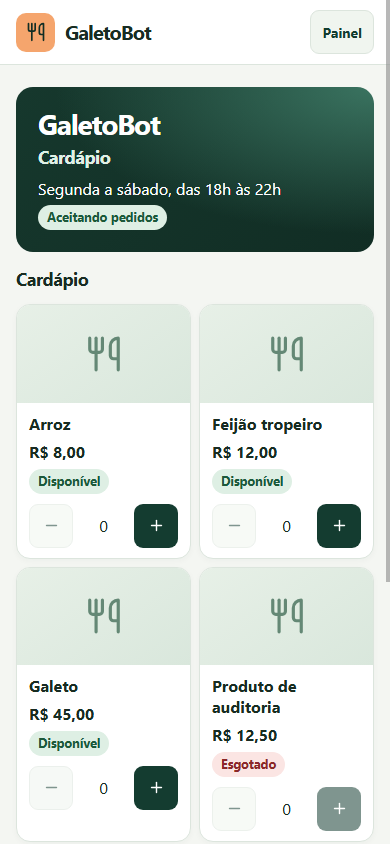 GaletoBot
Painel
GaletoBot
Cardápio
Segunda a sábado, das 18h às 22h
Aceitando pedidos
Cardápio
Arroz
R$ 8,00
Disponível
− 0 +
Feijão tropeiro
R$ 12,00
Disponível
− 0 +
Galeto
R$ 45,00
Disponível
− 0 +
Produto de
auditoria
R$ 12,50
Esgotado
− 0 +